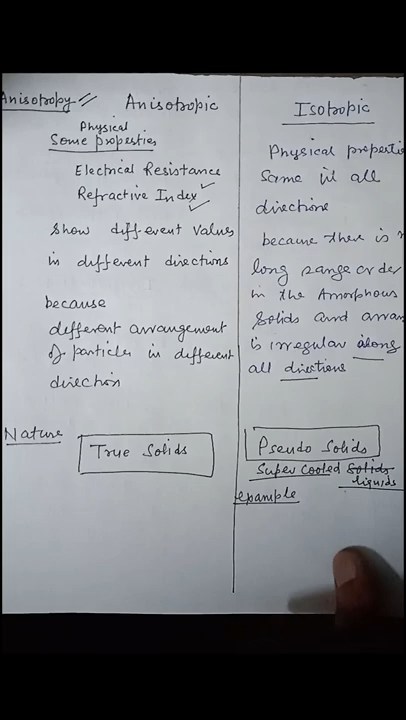 Anisotropy Anisotropic
Physical
Some properties
Electrical Resistance
Refractive Index
Show different values
in different directions
because
different arrangement
of particles in different
direction
Nature
True Solids
Isotropic
Physical properti
Same in all
directions
because there is n
long range order
in the Amorphous
Solids and arran
is irregular along
all directions
Pseudo Solids
Super Cooled Solids
liquids
example